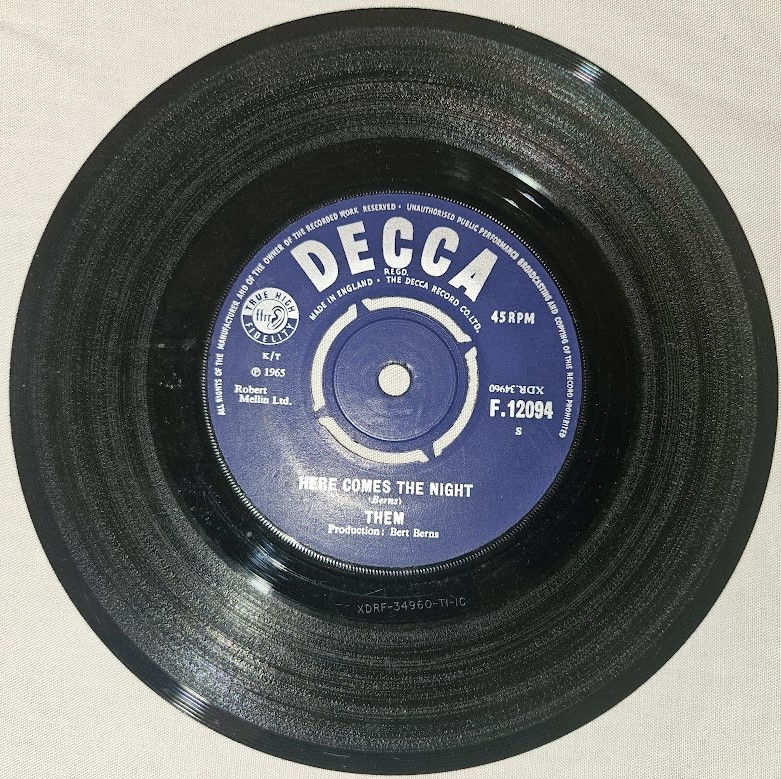 ALL RIGHTS OF THE MANUFACTURER AND OF THE OWNER OF THE RECORDED WORK RESERVED • UNAUTHORISED PUBLIC PERFORMANCE BROADCASTING AND COPYING OF THIS RECORD PROHIBITED
DECCA
REGD.
MADE IN ENGLAND • THE DECCA RECORD CO. LTD.
TRUE HIGH
ffrr
FIDELITY
45 RPM
K/T
℗ 1965
Robert
Mellin Ltd.
XDR.34960
F.12094
S
HERE COMES THE NIGHT
(Berns)
THEM
Production: Bert Berns
XDRF-34960-T1-1C